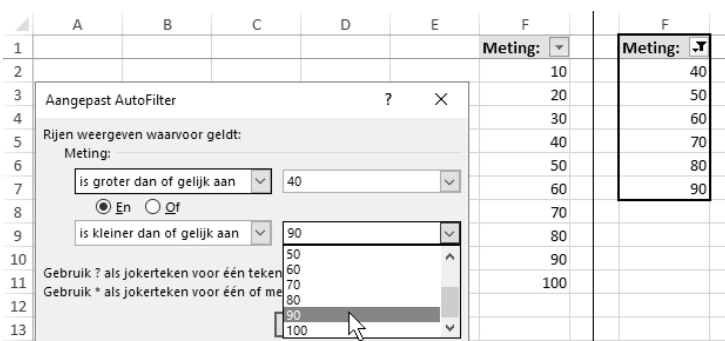 A B C D E F F
1 Meting: Meting:
2 10 40
3 Aangepast AutoFilter ? × 20 50
4 30 60
5 Rijen weergeven waarvoor geldt: 40 70
Meting:
6 50 80
7 is groter dan of gelijk aan 40 60 90
8 En Of 70
9 is kleiner dan of gelijk aan 90 80
10 50 90
60
11 Gebruik ? als jokerteken voor één teken 70 100
Gebruik * als jokerteken voor één of me 80
12 90
13 100